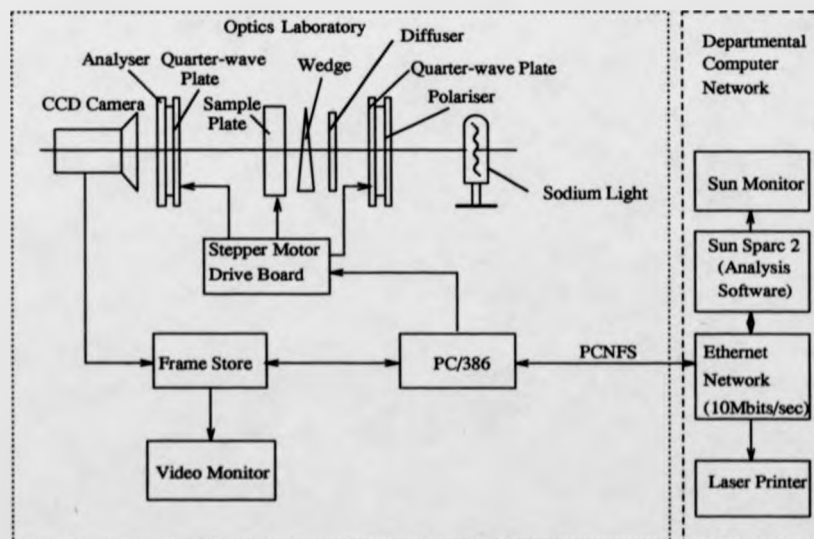 Optics Laboratory
Analyser
Quarter-wave
Plate
CCD Camera
Sample
Plate
Wedge
Diffuser
Quarter-wave Plate
Polariser
Sodium Light
Stepper Motor
Drive Board
Frame Store
PC/386
PCNFS
Video Monitor
Departmental
Computer
Network
Sun Monitor
Sun Sparc 2
(Analysis
Software)
Ethernet
Network
(10Mbits/sec)
Laser Printer